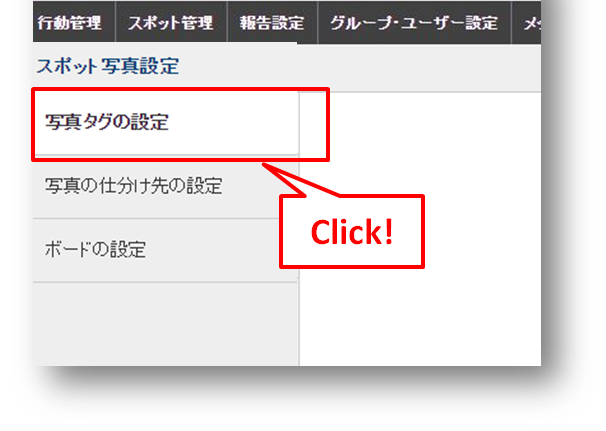 行動管理 スポット管理 報告設定 グループ・ユーザー設定
スポット写真設定
写真タグの設定
写真の仕分け先の設定
Click!
ボードの設定